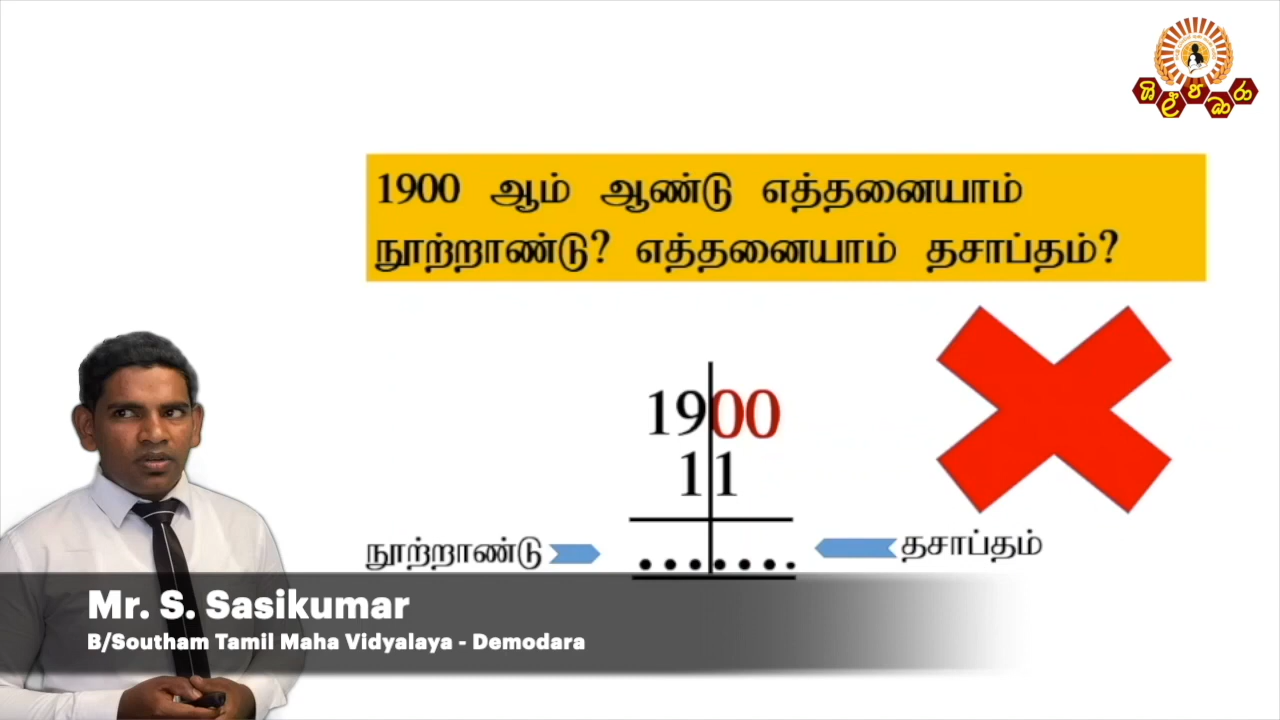 ශිල්ප ධාරා
1900 ஆம் ஆண்டு எத்தனையாம்
நூற்றாண்டு? எத்தனையாம் தசாப்தம்?
1900
11
நூற்றாண்டு ....... தசாப்தம்
Mr. S. Sasikumar
B/Southam Tamil Maha Vidyalaya - Demodara